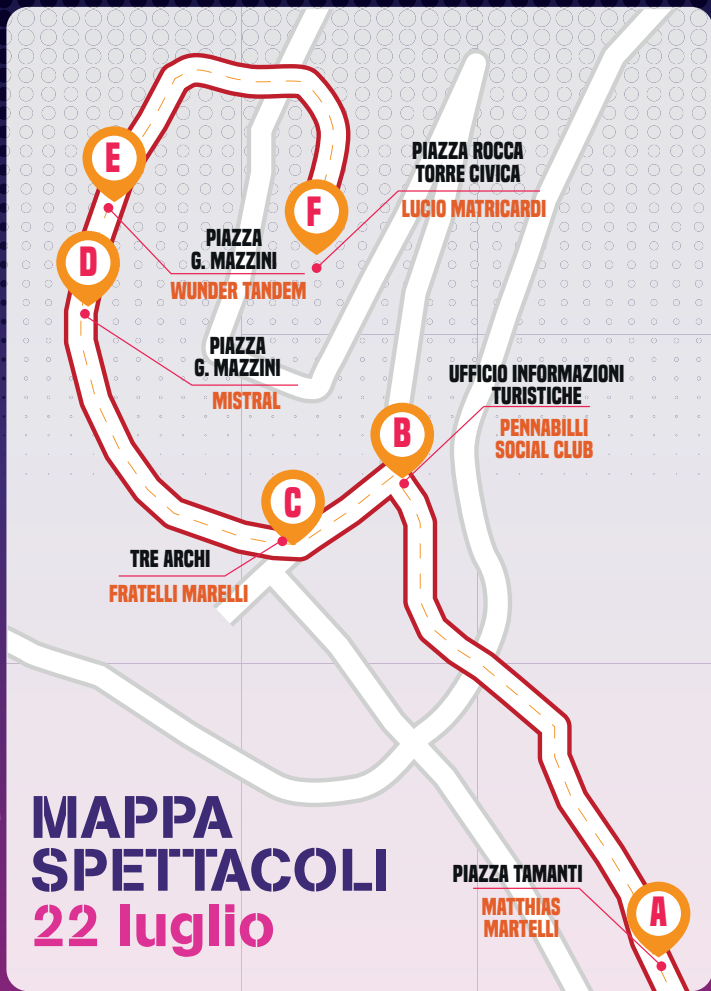 E
PIAZZA ROCCA
TORRE CIVICA
LUCIO MATRICARDI
F
PIAZZA
G. MAZZINI
WUNDER TANDEM
D
PIAZZA
G. MAZZINI
MISTRAL
UFFICIO INFORMAZIONI
TURISTICHE
PENNABILLI
SOCIAL CLUB
B
C
TRE ARCHI
FRATELLI MARELLI
MAPPA
SPETTACOLI
22 luglio
PIAZZA TAMANTI
MATTHIAS
MARTELLI
A